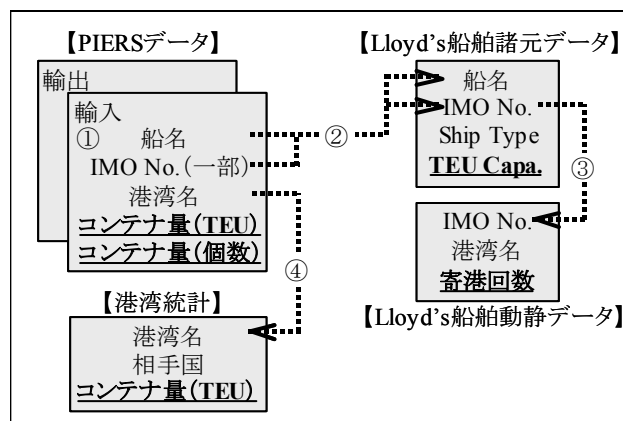 【PIERSデータ】
輸出
輸入
①
船名
IMO No.(一部)
港湾名
コンテナ量(TEU)
コンテナ量(個数)
②
【Lloyd's船舶諸元データ】
船名
IMO No.
Ship Type
TEU Capa.
③
IMO No.
港湾名
寄港回数
【Lloyd's船舶動静データ】
④
【港湾統計】
港湾名
相手国
コンテナ量(TEU)